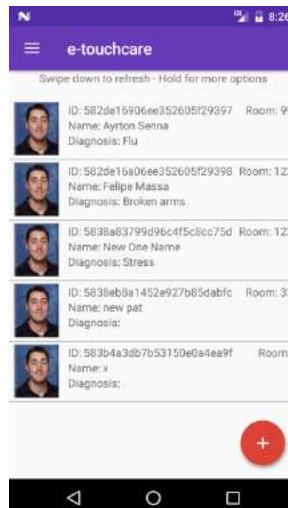 8:26
e-touchcare
Swipe down to refresh - Hold for more options
ID: 582de16906ee352605f29397 Room: 9
Name: Ayrton Senna
Diagnosis: Flu
ID: 582de16a06ee352605f29398 Room: 12
Name: Felipe Massa
Diagnosis: Broken arms
ID: 5838a83799d96c4f5c8cc75d Room: 12
Name: New One Name
Diagnosis: Stress
ID: 5838eb8a1452e927b85dabfc Room: 3
Name: new pat
Diagnosis:
ID: 583b4a3db7b53150e0a4ea9f Room
Name: x
Diagnosis:
+